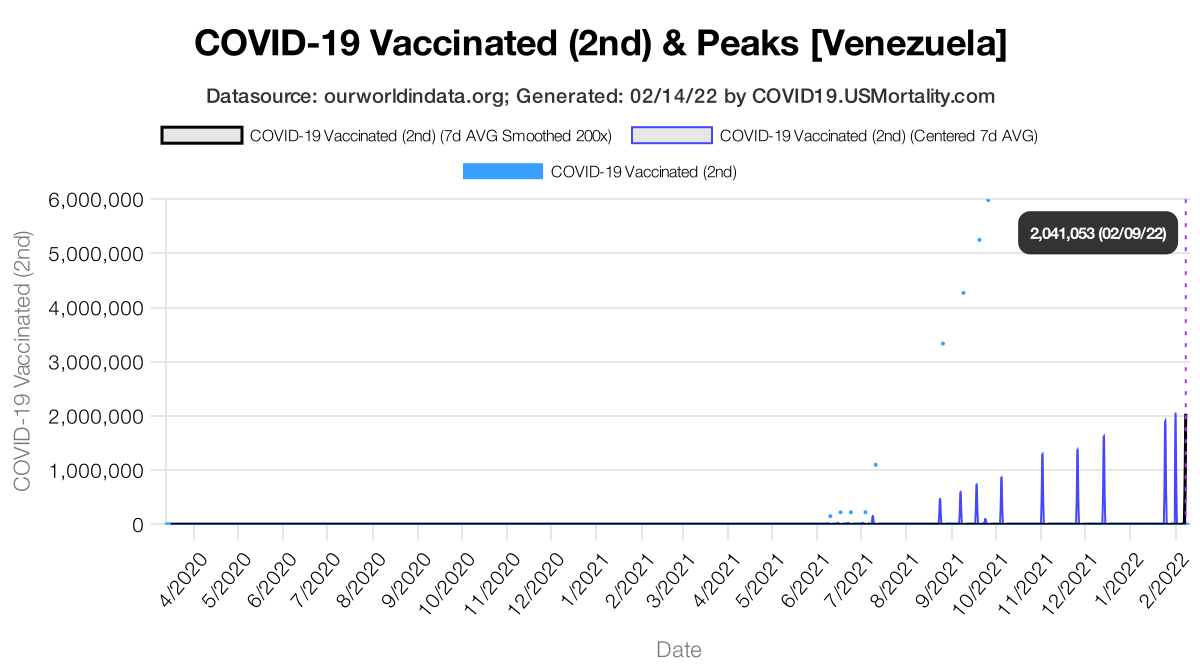 COVID-19 Vaccinated (2nd) & Peaks [Venezuela]
Datasource: ourworldindata.org; Generated: 02/14/22 by COVID19.USMortality.com
COVID-19 Vaccinated (2nd) (7d AVG Smoothed 200x) COVID-19 Vaccinated (2nd) (Centered 7d AVG)
COVID-19 Vaccinated (2nd)
COVID-19 Vaccinated (2nd)
6,000,000
5,000,000
4,000,000
3,000,000
2,000,000
1,000,000
0
2,041,053 (02/09/22)
4/2020 5/2020 6/2020 7/2020 8/2020 9/2020 10/2020 11/2020 12/2020 1/2021 2/2021 3/2021 4/2021 5/2021 6/2021 7/2021 8/2021 9/2021 10/2021 11/2021 12/2021 1/2022 2/2022
Date